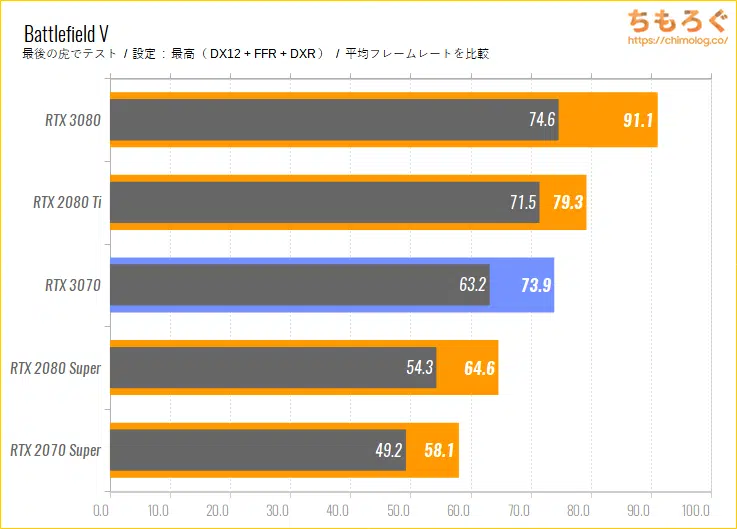 Battlefield V
ちもろぐ
https://chimolog.co/
最後の虎でテスト / 設定 : 最高（ DX12 + FFR + DXR ） / 平均フレームレートを比較
RTX 3080 74.6 91.1
RTX 2080 Ti 71.5 79.3
RTX 3070 63.2 73.9
RTX 2080 Super 54.3 64.6
RTX 2070 Super 49.2 58.1
0.0 10.0 20.0 30.0 40.0 50.0 60.0 70.0 80.0 90.0 100.0